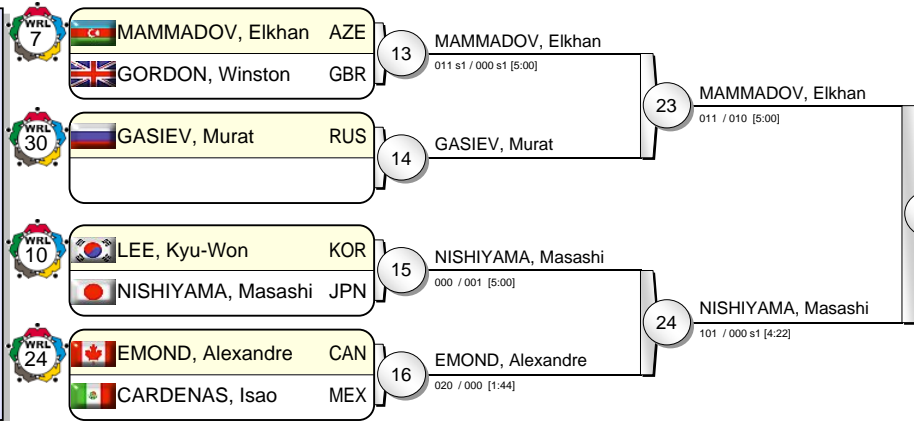 WRL
7
MAMMADOV, Elkhan AZE
GORDON, Winston GBR
13
MAMMADOV, Elkhan
011 s1 / 000 s1 [5:00]
WRL
30
GASIEV, Murat RUS
14
GASIEV, Murat
23
MAMMADOV, Elkhan
011 / 010 [5:00]
WRL
10
LEE, Kyu-Won KOR
NISHIYAMA, Masashi JPN
15
NISHIYAMA, Masashi
000 / 001 [5:00]
WRL
24
EMOND, Alexandre CAN
CARDENAS, Isao MEX
16
EMOND, Alexandre
020 / 000 [1:44]
24
NISHIYAMA, Masashi
101 / 000 s1 [4:22]